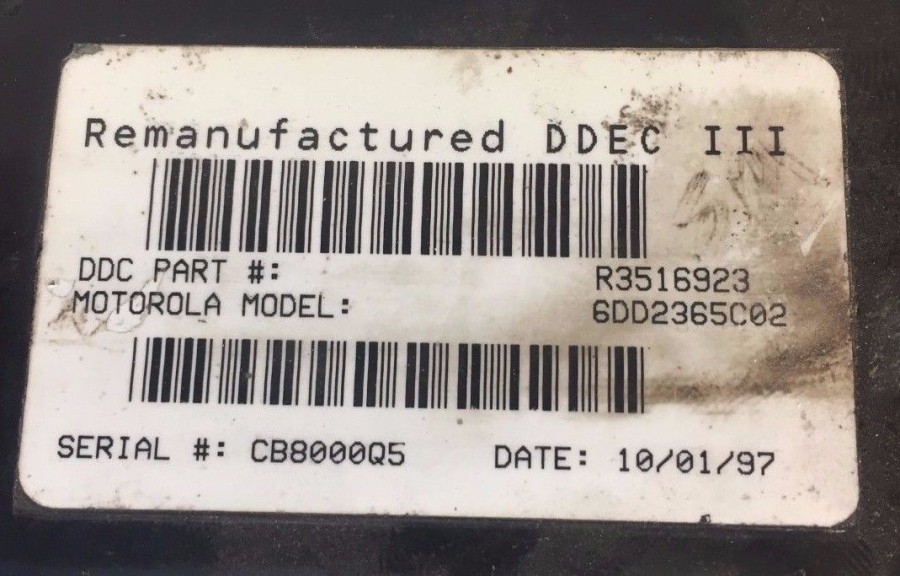 Remanufactured DDEC III
DDC PART #: R3516923
MOTOROLA MODEL: 6DD2365C02
SERIAL #: CB8000Q5 DATE: 10/01/97